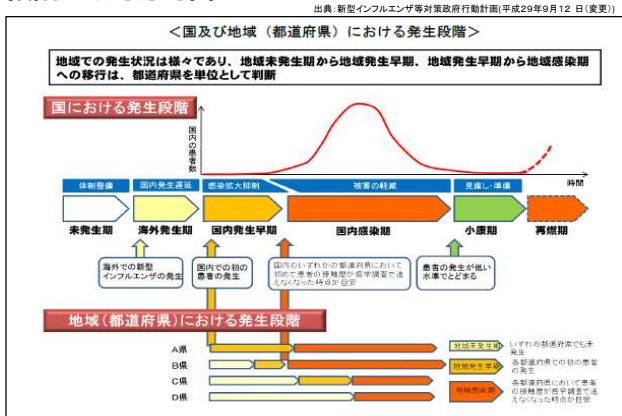 出典:新型インフルエンザ等対策政府行動計画(平成29年9月12 日(変更))
<国及び地域（都道府県）における発生段階>
地域での発生状況は様々であり、地域未発生期から地域発生早期、地域発生早期から地域感染期
への移行は、都道府県を単位として判断
国における発生段階
国内の患者数
時間
体制整備
国内発生遅延
感染拡大抑制
被害の軽減
見直し・準備
未発生期
海外発生期
国内発生早期
国内感染期
小康期
再燃期
海外での新型
インフルエンザの発生
国内での初の
患者の発生
国内のいずれかの都道府県において
初めて患者の接触歴が疫学調査で追
えなくなった時点が目安
患者の発生が低い
水準でとどまる
地域（都道府県）における発生段階
A県
B県
C県
D県
地域未発生期
いずれの都道府県でも未
発生
地域発生早期
各都道府県での初の患者
の発生
地域感染期
各都道府県において患者
の接触歴が疫学調査で追
えなくなった時点が目安